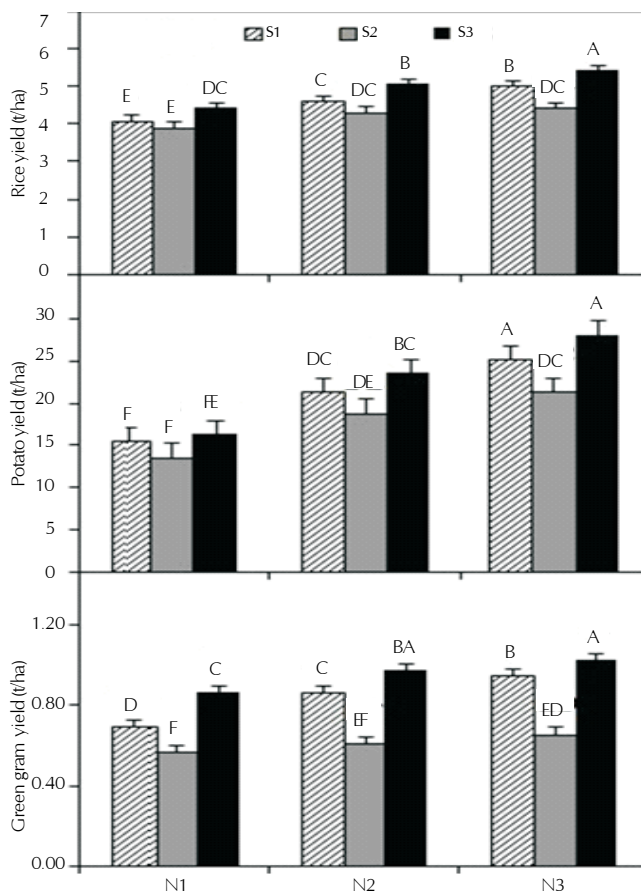 S1 S2 S3
Rice yield (t/ha)
7
6
5
4
3
2
1
0
E E DC C DC B B DC A
Potato yield (t/ha)
30
25
20
15
10
5
0
F F FE DC DE BC A DC A
Green gram yield (t/ha)
1.20
0.80
0.40
0.00
D F C C EF BA B ED A
N1 N2 N3